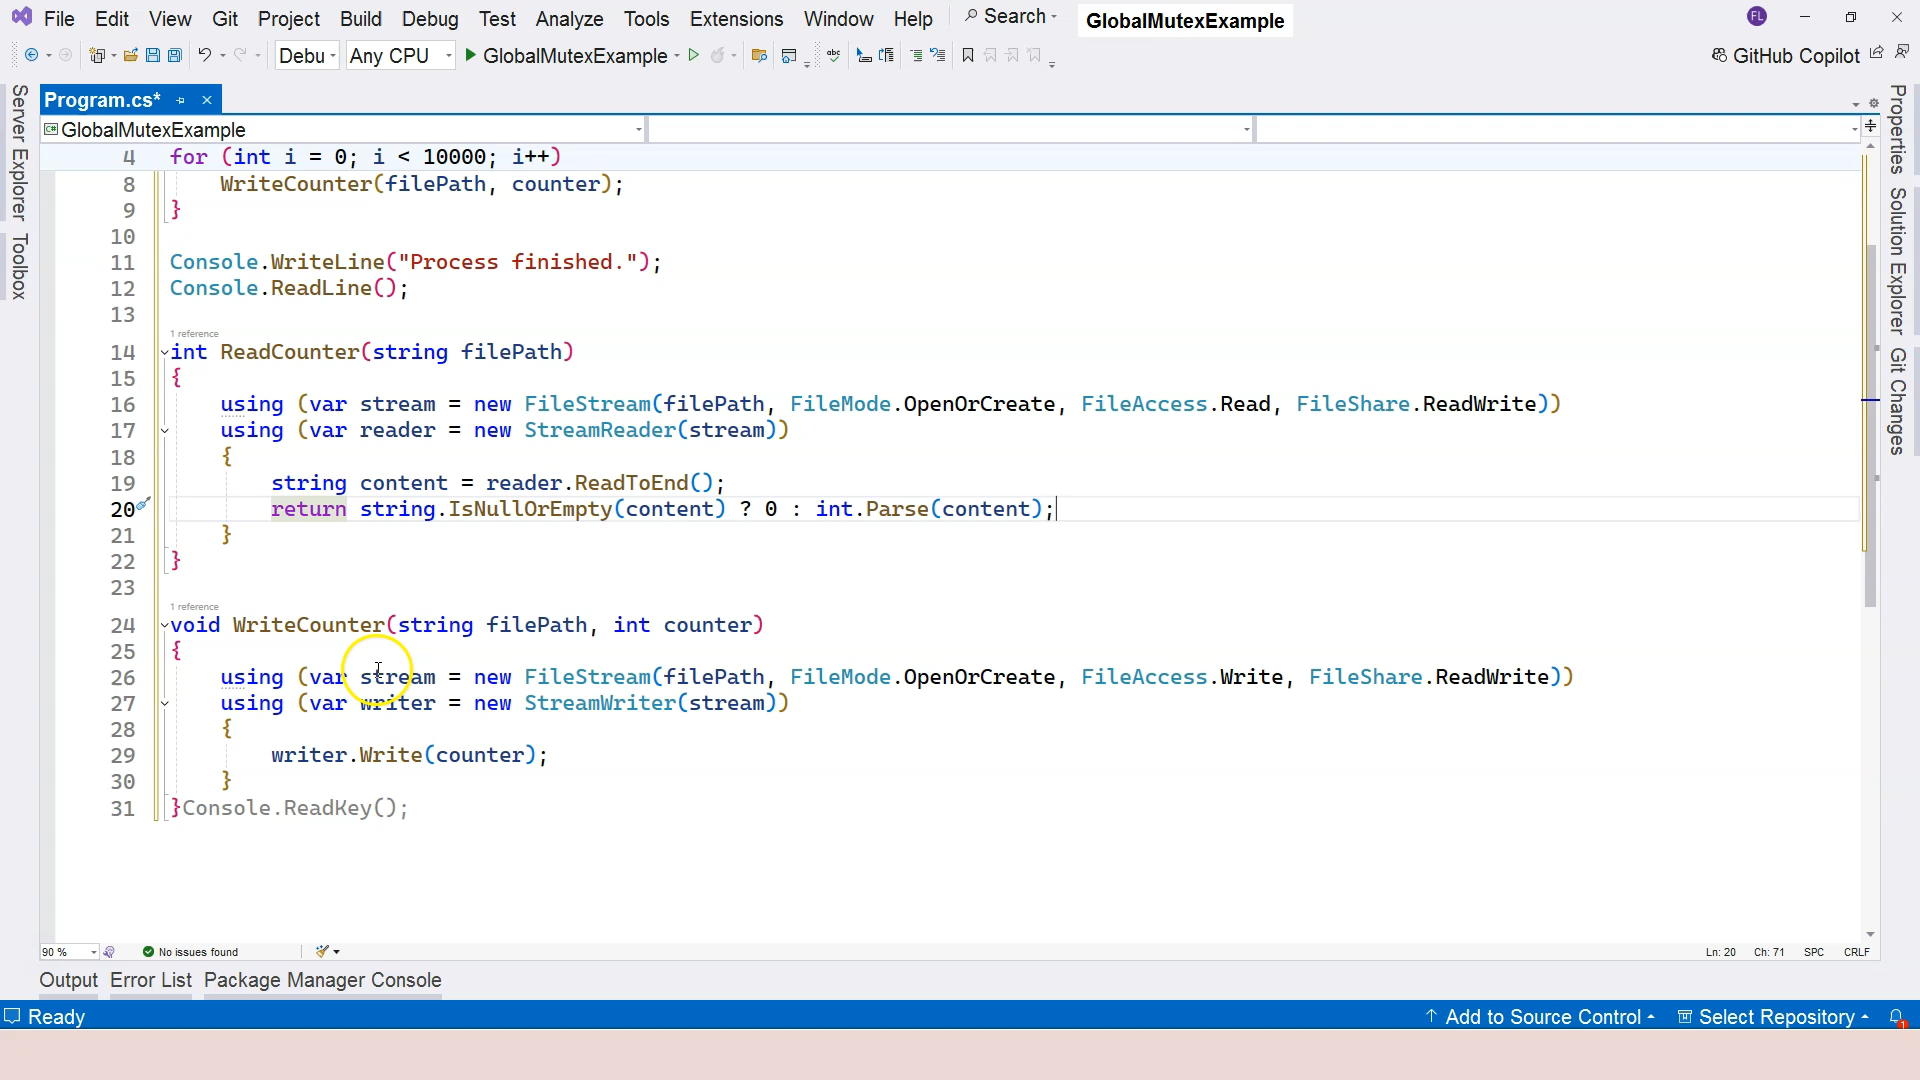 File Edit View Git Project Build Debug Test Analyze Tools Extensions Window Help Search GlobalMutexExample FL
Debu Any CPU GlobalMutexExample abc GitHub Copilot
Server Explorer
Toolbox
Program.cs*
GlobalMutexExample
4 for (int i = 0; i < 10000; i++)
8 WriteCounter(filePath, counter);
9 }
10
11 Console.WriteLine("Process finished.");
12 Console.ReadLine();
13
1 reference
14 int ReadCounter(string filePath)
15 {
16 using (var stream = new FileStream(filePath, FileMode.OpenOrCreate, FileAccess.Read, FileShare.ReadWrite))
17 using (var reader = new StreamReader(stream))
18 {
19 string content = reader.ReadToEnd();
20 return string.IsNullOrEmpty(content) ? 0 : int.Parse(content);
21 }
22 }
23
1 reference
24 void WriteCounter(string filePath, int counter)
25 {
26 using (var stream = new FileStream(filePath, FileMode.OpenOrCreate, FileAccess.Write, FileShare.ReadWrite))
27 using (var writer = new StreamWriter(stream))
28 {
29 writer.Write(counter);
30 }
31 }Console.ReadKey();
Properties
Solution Explorer
Git Changes
90 % No issues found Ln: 20 Ch: 71 SPC CRLF
Output Error List Package Manager Console
Ready Add to Source Control Select Repository 1